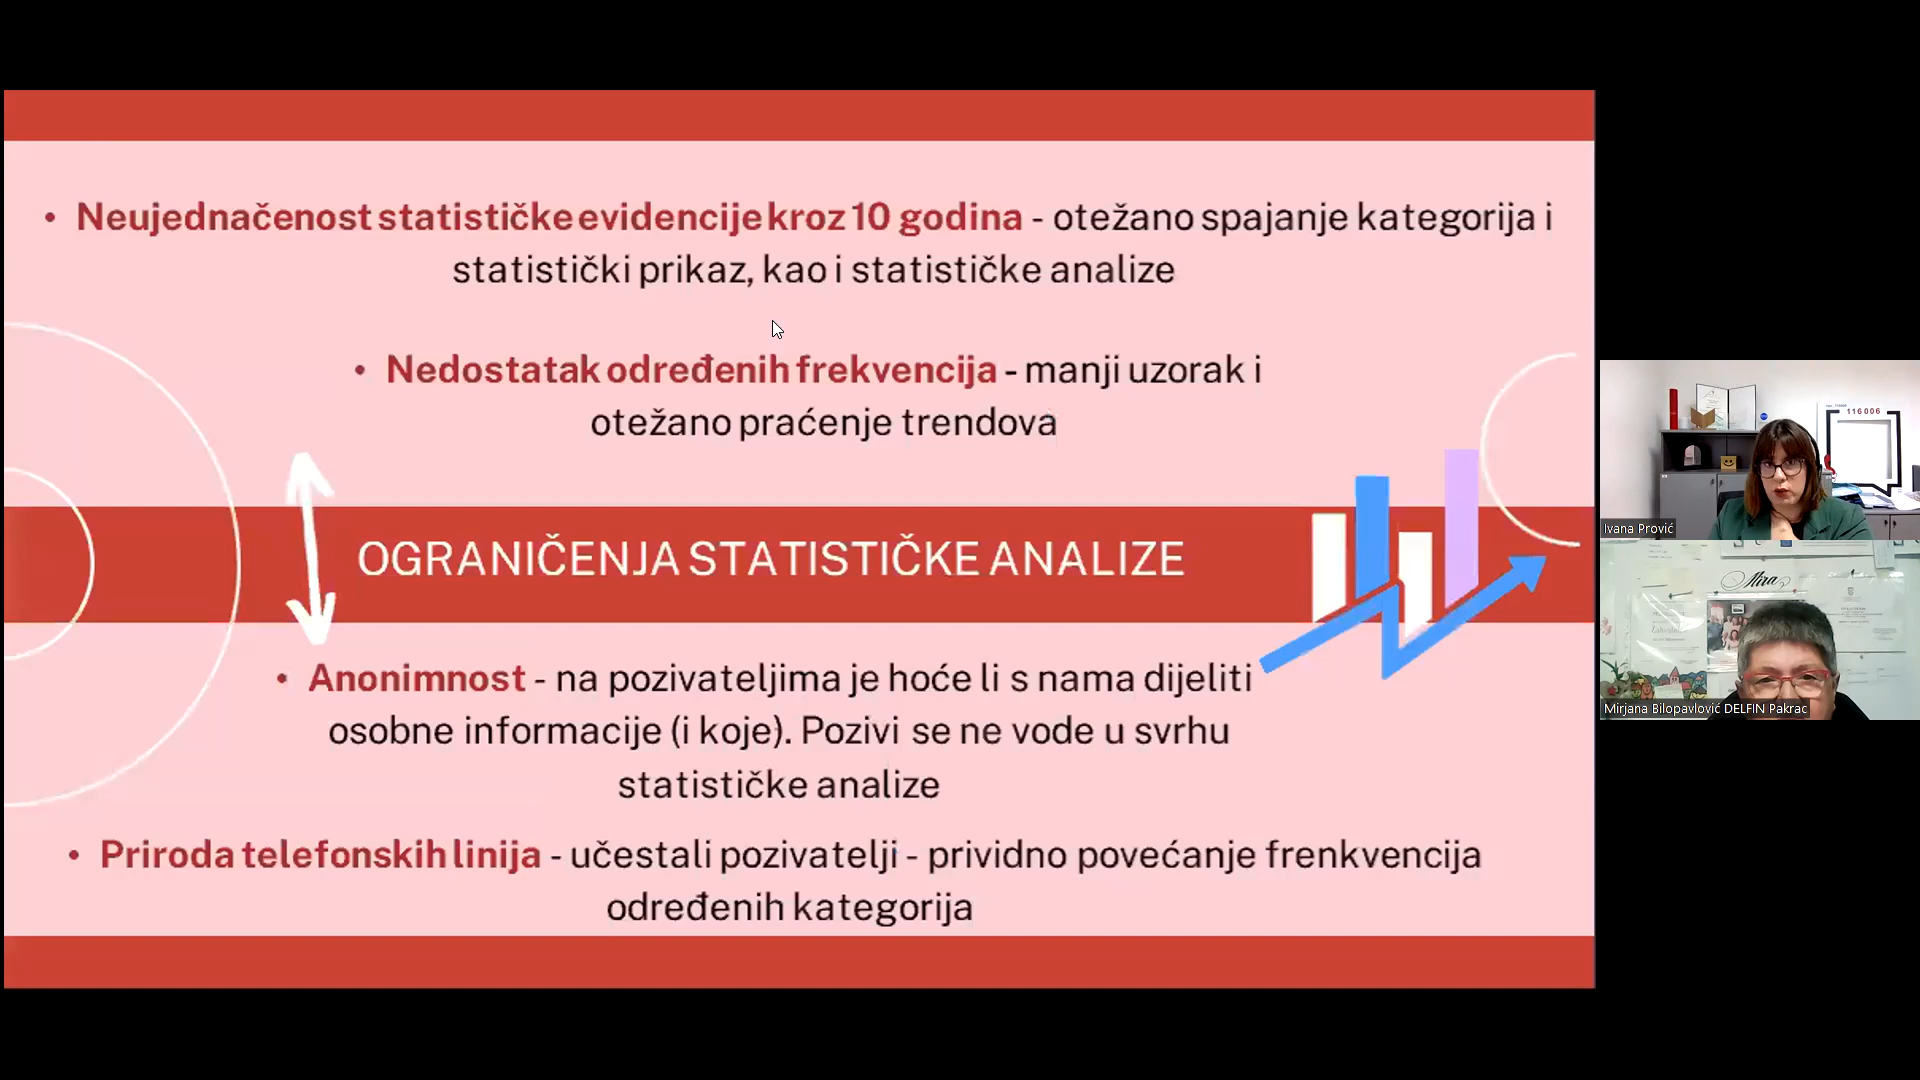 • Neujednačenost statističke evidencije kroz 10 godina - otežano spajanje kategorija i
statistički prikaz, kao i statističke analize
• Nedostatak određenih frekvencija - manji uzorak i
otežano praćenje trendova
OGRANIČENJA STATISTIČKE ANALIZE
• Anonimnost - na pozivateljima je hoće li s nama dijeliti
osobne informacije (i koje). Pozivi se ne vode u svrhu
statističke analize
• Priroda telefonskih linija - učestali pozivatelji - prividno povećanje frenkvencija
određenih kategorija
116 006
Ivana Prović
Mira
Mirjana Bilopavlović DELFIN Pakrac